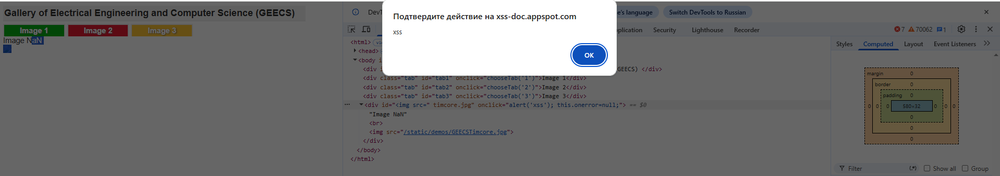 Gallery of Electrical Engineering and Computer Science (GEECS)
Image 1
Image 2
Image 3
Image NaN
DevT
e's language
Switch DevTools to Russian
Подтвердите действие на xss-doc.appspot.com
xss
OK
pplication
Security
Lighthouse
Recorder
7
70062
1
<html>
<head>
<body i
<div i
GEECS) </div>
<div class="tab" id="tab1" onclick="chooseTab('1')">Image 1</div>
<div class="tab" id="tab2" onclick="chooseTab('2')">Image 2</div>
<div class="tab" id="tab3" onclick="chooseTab('3')">Image 3</div>
<div id="<img src=" timcore.jpg" onclick="alert('xss'); this.onerror=null;"> == $0
"Image NaN"
<br>
<img src="/static/demos/GEECSTimcore.jpg">
</div>
</body>
</html>
Styles
Computed
Layout
Event Listeners
margin
0
border
0
padding
0
0 0 0 580×32 0 0 0
0
0
0
Filter
(.*)
Show all
Group